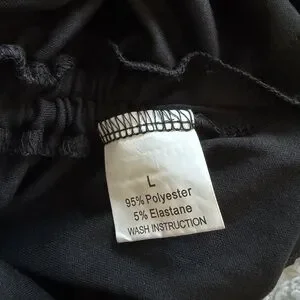 L
95% Polyester
5% Elastane
WASH INSTRUCTION